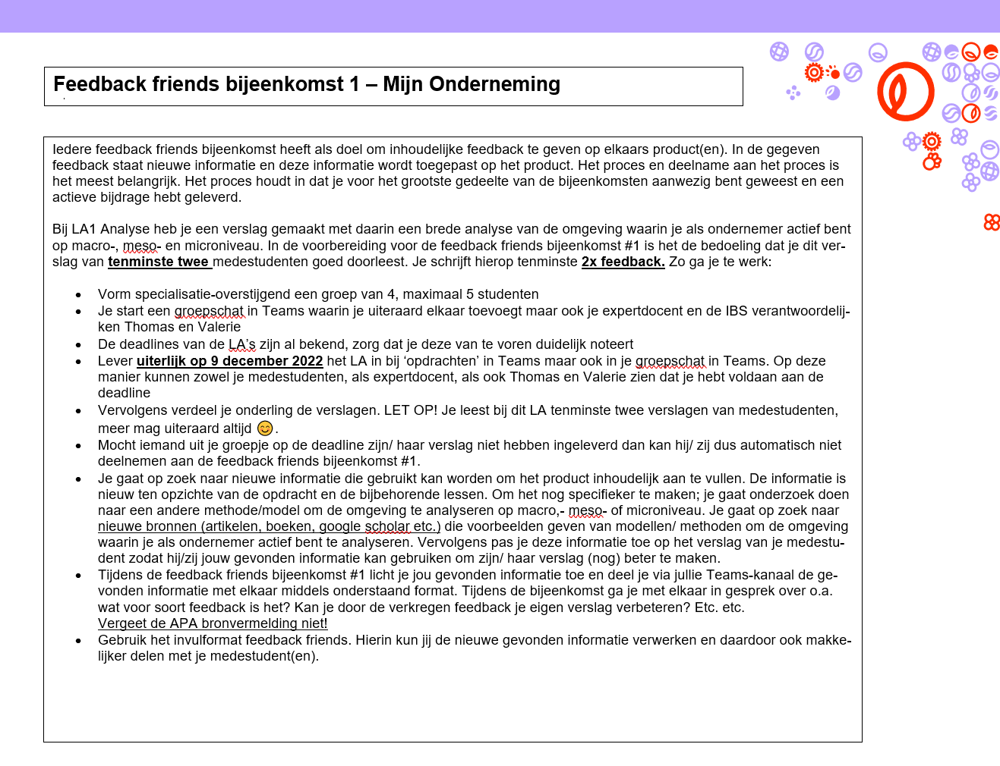 Feedback friends bijeenkomst 1 – Mijn Onderneming
Iedere feedback friends bijeenkomst heeft als doel om inhoudelijke feedback te geven op elkaars product(en). In de gegeven
feedback staat nieuwe informatie en deze informatie wordt toegepast op het product. Het proces en deelname aan het proces is
het meest belangrijk. Het proces houdt in dat je voor het grootste gedeelte van de bijeenkomsten aanwezig bent geweest en een
actieve bijdrage hebt geleverd.
Bij LA1 Analyse heb je een verslag gemaakt met daarin een brede analyse van de omgeving waarin je als ondernemer actief bent
op macro-, meso- en microniveau. In de voorbereiding voor de feedback friends bijeenkomst #1 is het de bedoeling dat je dit ver-
slag van tenminste twee medestudenten goed doorleest. Je schrijft hierop tenminste 2x feedback. Zo ga je te werk:
• Vorm specialisatie-overstijgend een groep van 4, maximaal 5 studenten
• Je start een groepschat in Teams waarin je uiteraard elkaar toevoegt maar ook je expertdocent en de IBS verantwoordelij-
ken Thomas en Valerie
• De deadlines van de LA’s zijn al bekend, zorg dat je deze van te voren duidelijk noteert
• Lever uiterlijk op 9 december 2022 het LA in bij ‘opdrachten’ in Teams maar ook in je groepschat in Teams. Op deze
manier kunnen zowel je medestudenten, als expertdocent, als ook Thomas en Valerie zien dat je hebt voldaan aan de
deadline
• Vervolgens verdeel je onderling de verslagen. LET OP! Je leest bij dit LA tenminste twee verslagen van medestudenten,
meer mag uiteraard altijd 😊.
• Mocht iemand uit je groepje op de deadline zijn/ haar verslag niet hebben ingeleverd dan kan hij/ zij dus automatisch niet
deelnemen aan de feedback friends bijeenkomst #1.
• Je gaat op zoek naar nieuwe informatie die gebruikt kan worden om het product inhoudelijk aan te vullen. De informatie is
nieuw ten opzichte van de opdracht en de bijbehorende lessen. Om het nog specifieker te maken; je gaat onderzoek doen
naar een andere methode/model om de omgeving te analyseren op macro,- meso- of microniveau. Je gaat op zoek naar
nieuwe bronnen (artikelen, boeken, google scholar etc.) die voorbeelden geven van modellen/ methoden om de omgeving
waarin je als ondernemer actief bent te analyseren. Vervolgens pas je deze informatie toe op het verslag van je medestu-
dent zodat hij/zij jouw gevonden informatie kan gebruiken om zijn/ haar verslag (nog) beter te maken.
• Tijdens de feedback friends bijeenkomst #1 licht je jou gevonden informatie toe en deel je via jullie Teams-kanaal de ge-
vonden informatie met elkaar middels onderstaand format. Tijdens de bijeenkomst ga je met elkaar in gesprek over o.a.
wat voor soort feedback is het? Kan je door de verkregen feedback je eigen verslag verbeteren? Etc. etc.
Vergeet de APA bronvermelding niet!
• Gebruik het invulformat feedback friends. Hierin kun jij de nieuwe gevonden informatie verwerken en daardoor ook makke-
lijker delen met je medestudent(en).